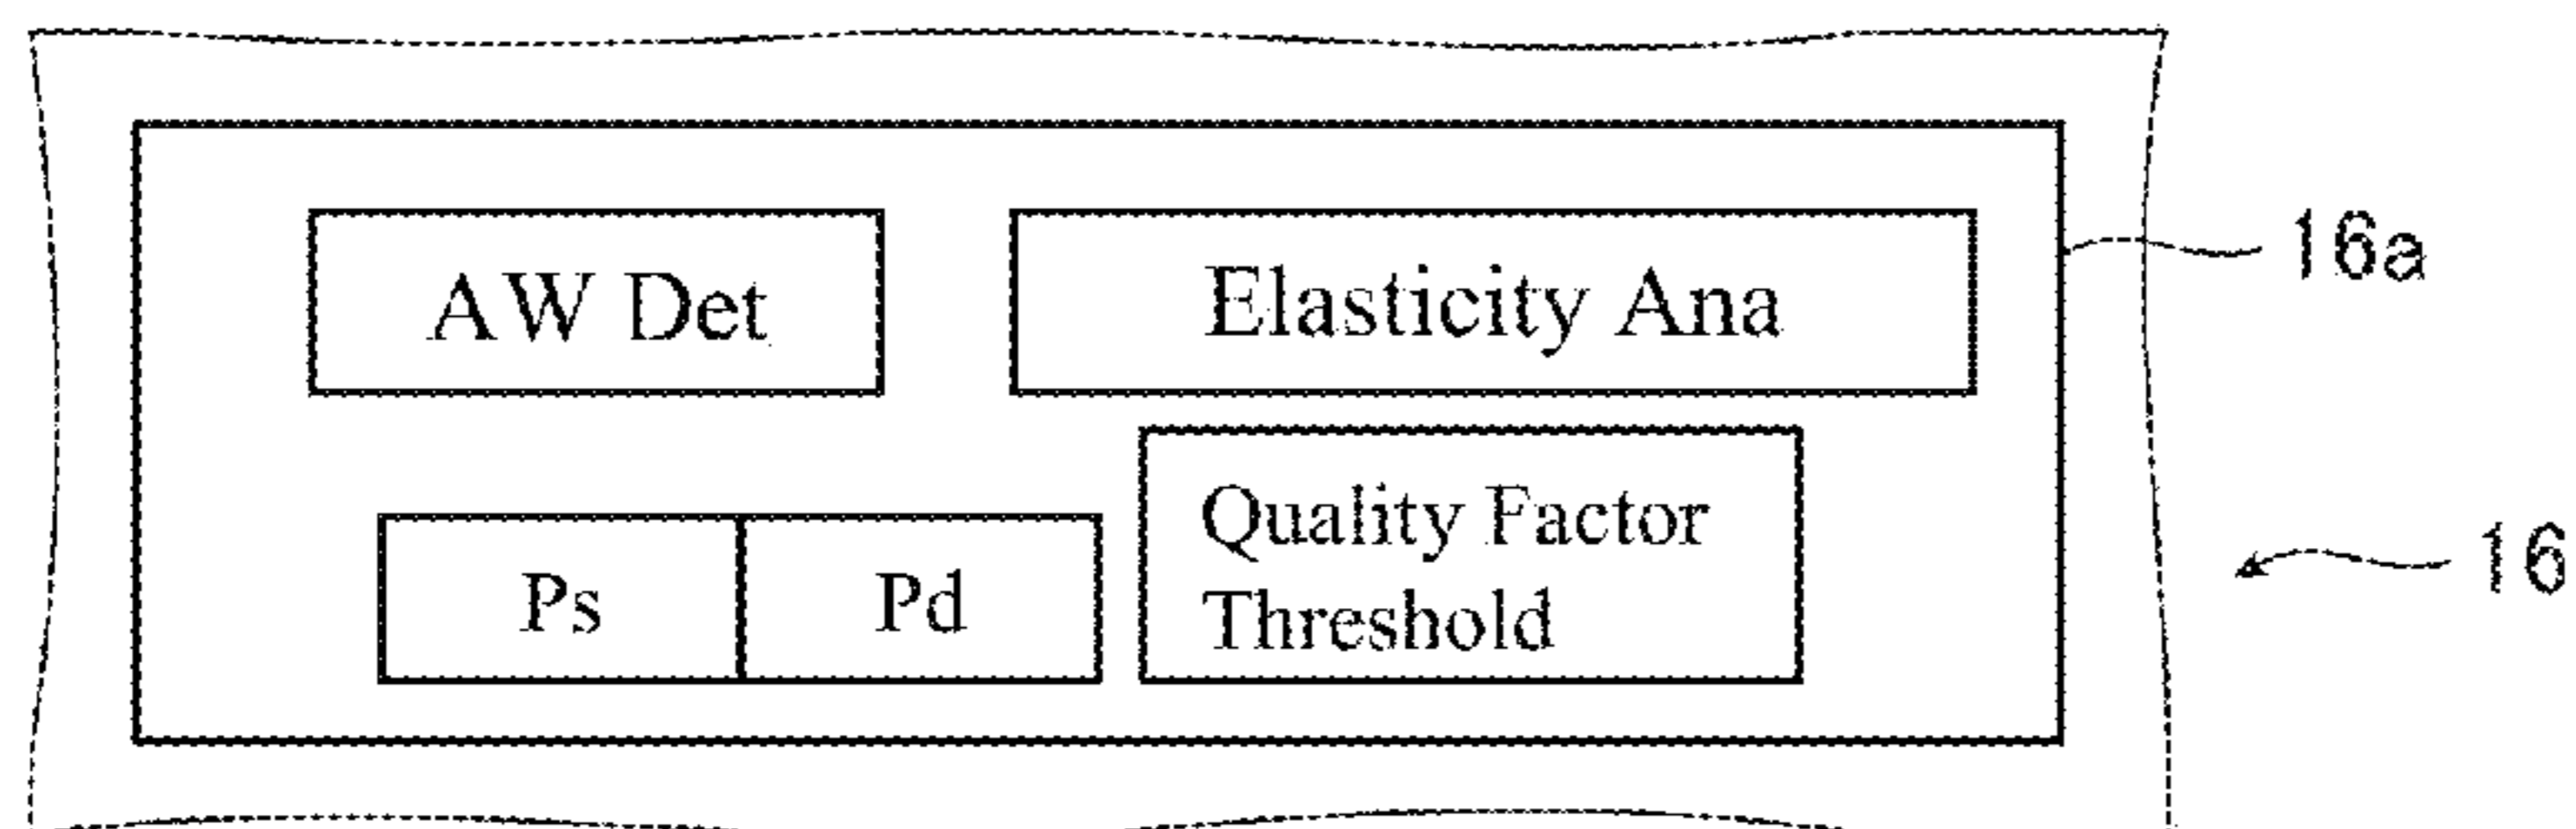 AW Det
Elasticity Ana
16a
Ps
Pd
Quality Factor
Threshold
16